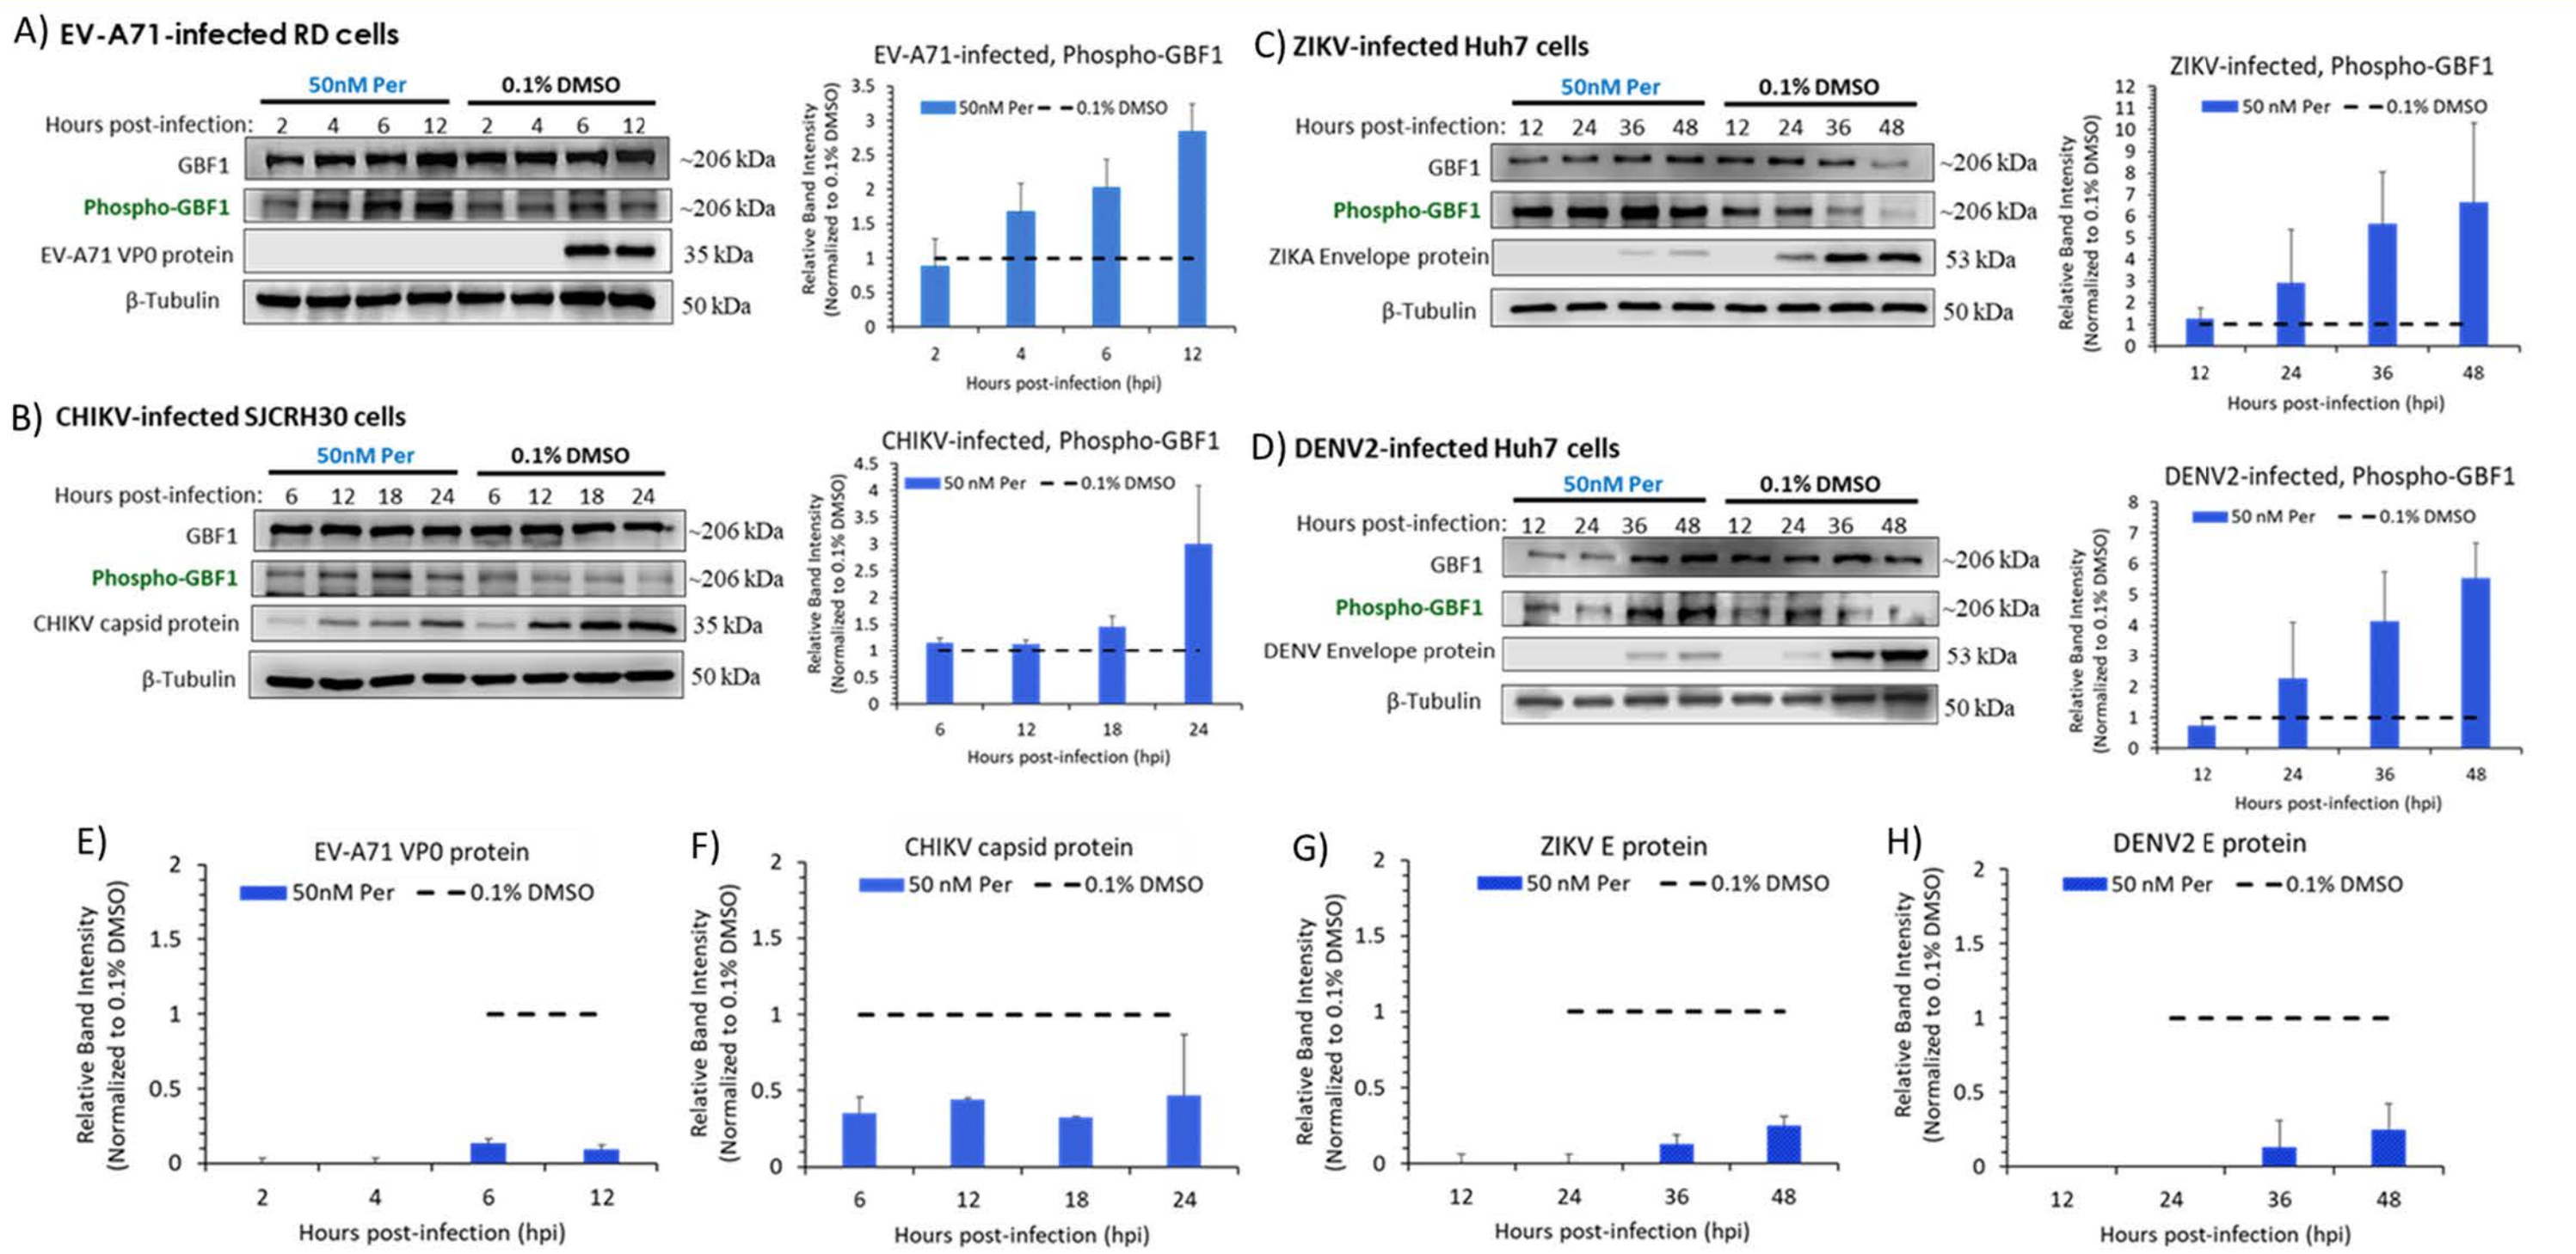 A) EV-A71-infected RD cells
50nM Per 0.1% DMSO
Hours post-infection: 2 4 6 12 2 4 6 12
GBF1 ~206 kDa
Phospho-GBF1 ~206 kDa
EV-A71 VP0 protein 35 kDa
β-Tubulin 50 kDa
EV-A71-infected, Phospho-GBF1
50nM Per 0.1% DMSO
Relative Band Intensity
(Normalized to 0.1% DMSO)
3.5
3
2.5
2
1.5
1
0.5
0
2 4 6 12
Hours post-infection (hpi)
B) CHIKV-infected SJCRH30 cells
50nM Per 0.1% DMSO
Hours post-infection: 6 12 18 24 6 12 18 24
GBF1 ~206 kDa
Phospho-GBF1 ~206 kDa
CHIKV capsid protein 35 kDa
β-Tubulin 50 kDa
CHIKV-infected, Phospho-GBF1
50 nM Per 0.1% DMSO
Relative Band Intensity
(Normalized to 0.1% DMSO)
4.5
4
3.5
3
2.5
2
1.5
1
0.5
0
6 12 18 24
Hours post-infection (hpi)
C) ZIKV-infected Huh7 cells
50nM Per 0.1% DMSO
Hours post-infection: 12 24 36 48 12 24 36 48
GBF1 ~206 kDa
Phospho-GBF1 ~206 kDa
ZIKA Envelope protein 53 kDa
β-Tubulin 50 kDa
ZIKV-infected, Phospho-GBF1
50 nM Per 0.1% DMSO
Relative Band Intensity
(Normalized to 0.1% DMSO)
12
11
10
9
8
7
6
5
4
3
2
1
0
12 24 36 48
Hours post-infection (hpi)
D) DENV2-infected Huh7 cells
50nM Per 0.1% DMSO
Hours post-infection: 12 24 36 48 12 24 36 48
GBF1 ~206 kDa
Phospho-GBF1 ~206 kDa
DENV Envelope protein 53 kDa
β-Tubulin 50 kDa
DENV2-infected, Phospho-GBF1
50 nM Per 0.1% DMSO
Relative Band Intensity
(Normalized to 0.1% DMSO)
8
7
6
5
4
3
2
1
0
12 24 36 48
Hours post-infection (hpi)
E) EV-A71 VP0 protein
50nM Per 0.1% DMSO
Relative Band Intensity
(Normalized to 0.1% DMSO)
2
1.5
1
0.5
0
2 4 6 12
Hours post-infection (hpi)
F) CHIKV capsid protein
50 nM Per 0.1% DMSO
Relative Band Intensity
(Normalized to 0.1% DMSO)
2
1.5
1
0.5
0
6 12 18 24
Hours post-infection (hpi)
G) ZIKV E protein
50 nM Per 0.1% DMSO
Relative Band Intensity
(Normalized to 0.1% DMSO)
2
1.5
1
0.5
0
12 24 36 48
Hours post-infection (hpi)
H) DENV2 E protein
50 nM Per 0.1% DMSO
Relative Band Intensity
(Normalized to 0.1% DMSO)
2
1.5
1
0.5
0
12 24 36 48
Hours post-infection (hpi)